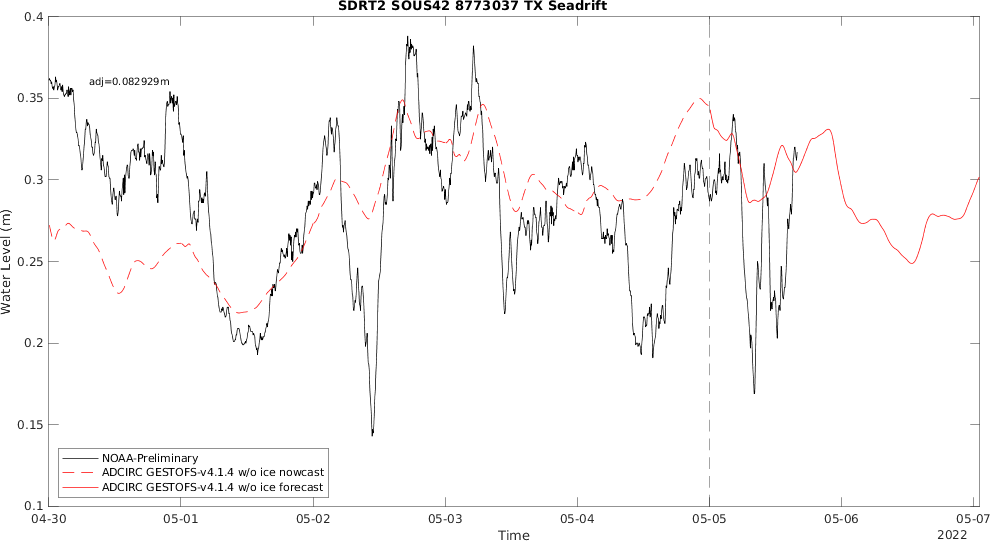 SDRT2 SOUS42 8773037 TX Seadrift
0.4
adj=0.082929m
0.35
0.3
0.25
0.2
0.15
0.1
Water Level (m)
NOAA-Preliminary
ADCIRC GESTOFS-v4.1.4 w/o ice nowcast
ADCIRC GESTOFS-v4.1.4 w/o ice forecast
04-30 05-01 05-02 05-03 05-04 05-05 05-06 05-07
Time
2022